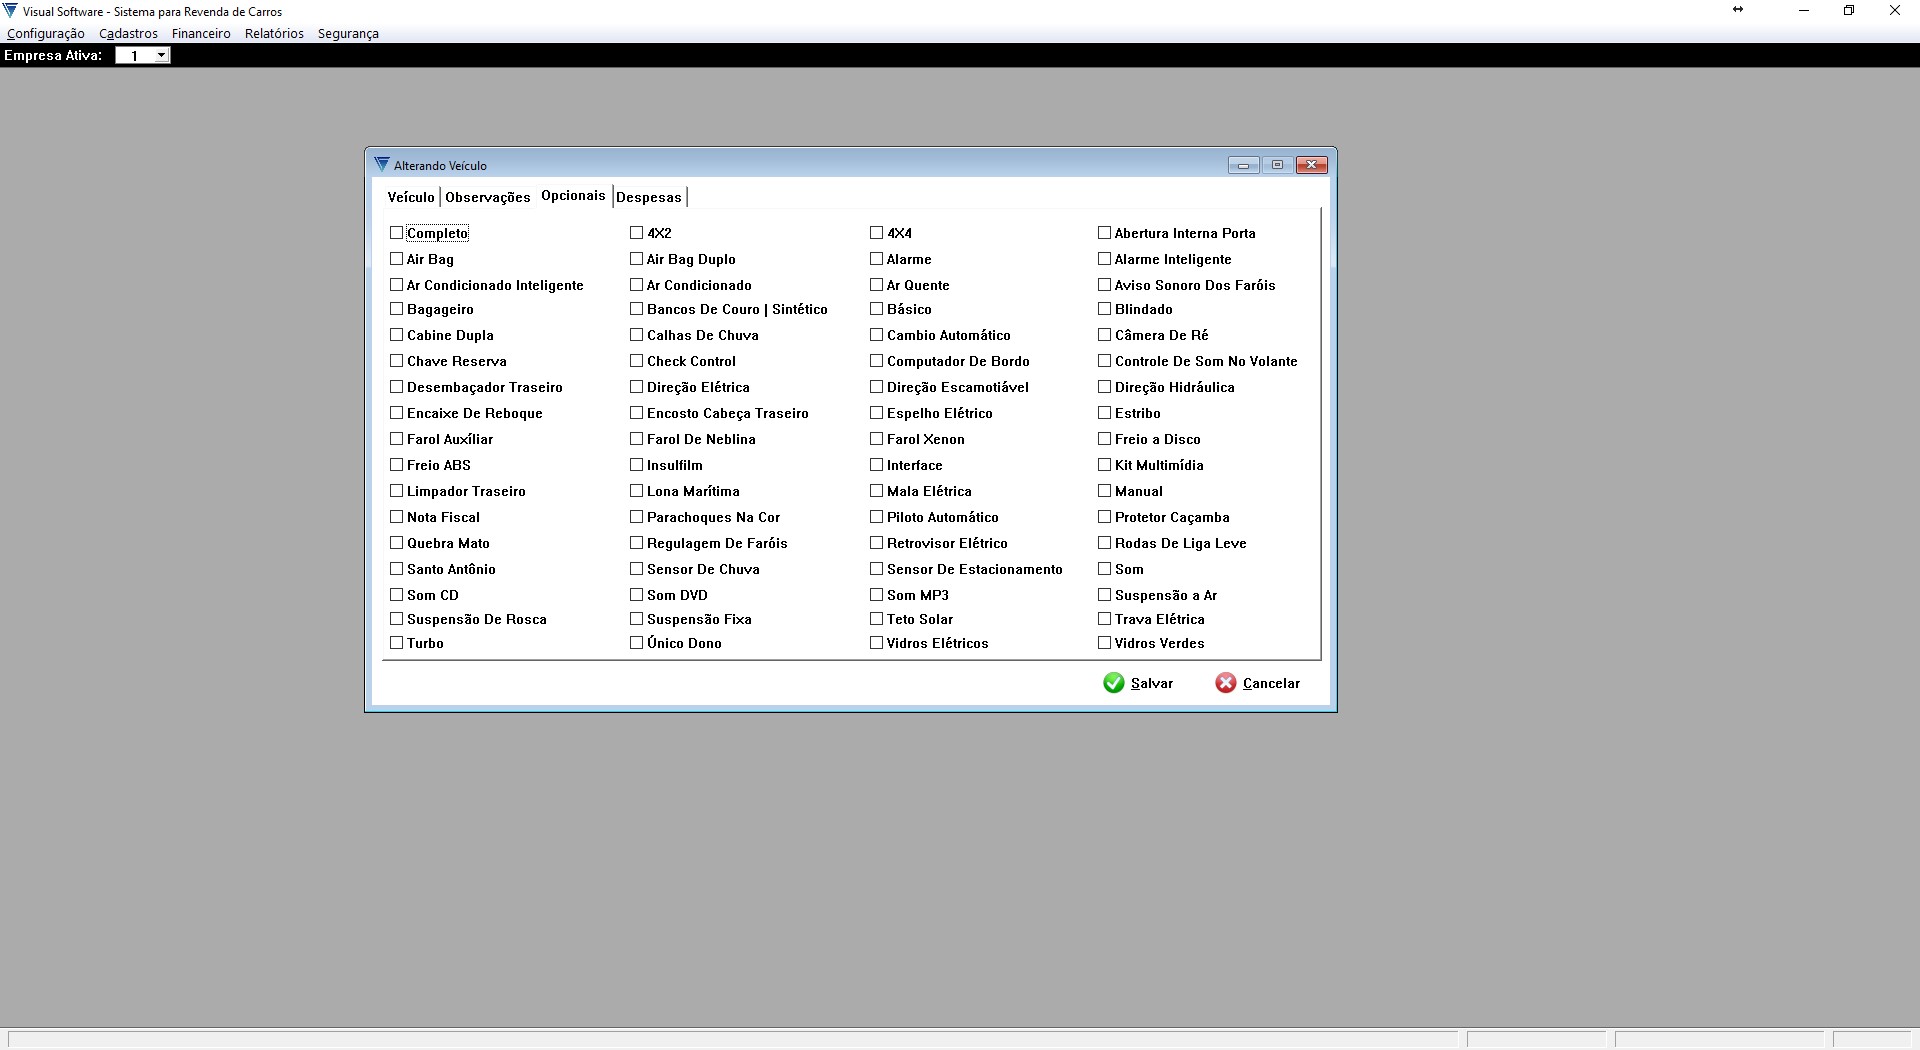 Visual Software - Sistema para Revenda de Carros
Configuração Cadastros Financeiro Relatórios Segurança
Empresa Ativa: 1
Alterando Veículo
Veículo Observações Opcionais Despesas
Completo 4X2 4X4 Abertura Interna Porta
Air Bag Air Bag Duplo Alarme Alarme Inteligente
Ar Condicionado Inteligente Ar Condicionado Ar Quente Aviso Sonoro Dos Faróis
Bagageiro Bancos De Couro | Sintético Básico Blindado
Cabine Dupla Calhas De Chuva Cambio Automático Câmera De Ré
Chave Reserva Check Control Computador De Bordo Controle De Som No Volante
Desembaçador Traseiro Direção Elétrica Direção Escamotiável Direção Hidráulica
Encaixe De Reboque Encosto Cabeça Traseiro Espelho Elétrico Estribo
Farol Auxíliar Farol De Neblina Farol Xenon Freio a Disco
Freio ABS Insulfilm Interface Kit Multimídia
Limpador Traseiro Lona Marítima Mala Elétrica Manual
Nota Fiscal Parachoques Na Cor Piloto Automático Protetor Caçamba
Quebra Mato Regulagem De Faróis Retrovisor Elétrico Rodas De Liga Leve
Santo Antônio Sensor De Chuva Sensor De Estacionamento Som
Som CD Som DVD Som MP3 Suspensão a Ar
Suspensão De Rosca Suspensão Fixa Teto Solar Trava Elétrica
Turbo Único Dono Vidros Elétricos Vidros Verdes
Salvar Cancelar